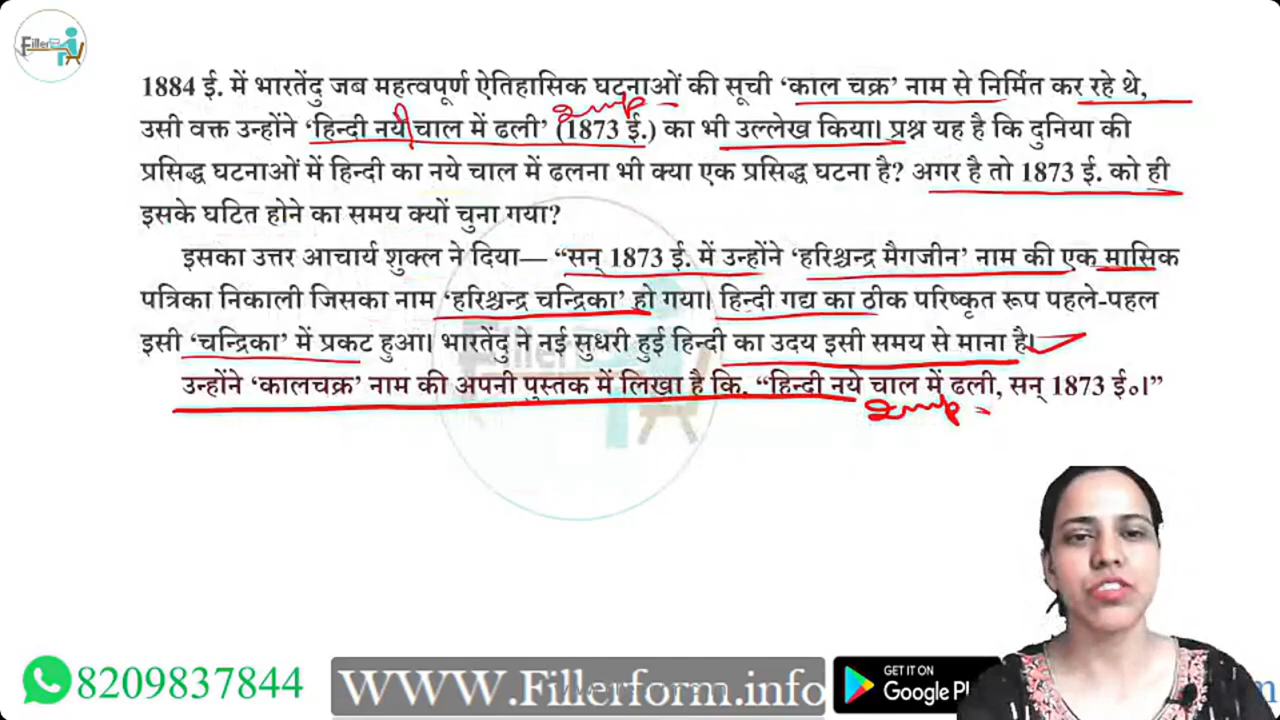 Filler
1884 ई. में भारतेंदु जब महत्वपूर्ण ऐतिहासिक घटनाओं की सूची ‘काल चक्र’ नाम से निर्मित कर रहे थे,
imp
उसी वक्त उन्होंने ‘हिन्दी नयी चाल में ढली’ (1873 ई.) का भी उल्लेख किया। प्रश्न यह है कि दुनिया की
प्रसिद्ध घटनाओं में हिन्दी का नये चाल में ढलना भी क्या एक प्रसिद्ध घटना है? अगर है तो 1873 ई. को ही
इसके घटित होने का समय क्यों चुना गया?
इसका उत्तर आचार्य शुक्ल ने दिया— “सन् 1873 ई. में उन्होंने ‘हरिश्चन्द्र मैगजीन’ नाम की एक मासिक
पत्रिका निकाली जिसका नाम ‘हरिश्चन्द्र चन्द्रिका’ हो गया। हिन्दी गद्य का ठीक परिष्कृत रूप पहले-पहल
इसी ‘चन्द्रिका’ में प्रकट हुआ। भारतेंदु ने नई सुधरी हुई हिन्दी का उदय इसी समय से माना है।
उन्होंने ‘कालचक्र’ नाम की अपनी पुस्तक में लिखा है कि. “हिन्दी नये चाल में ढली, सन् 1873 ई०।”
imp
8209837844
WWW.Fillerform.info
GET IT ON
Google Pl